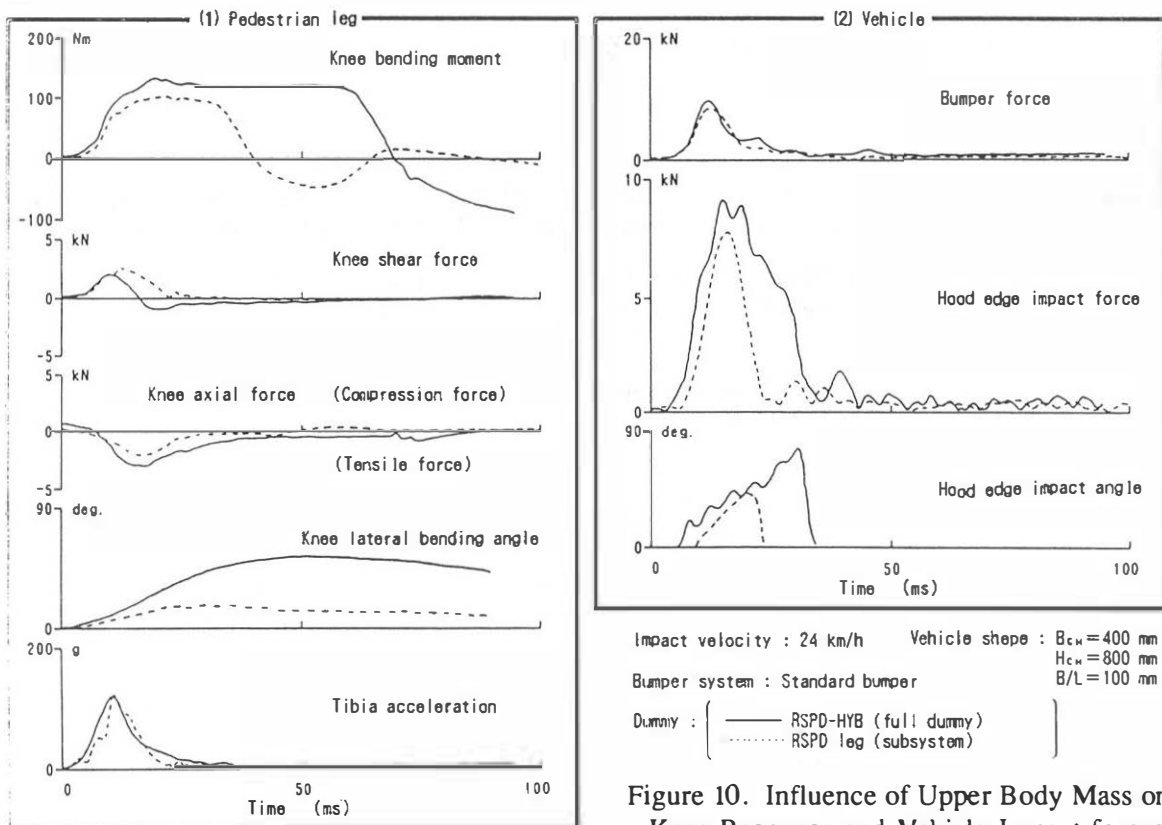 (1) Pedestrian leg
200 Nm
Knee bending moment
100
0
-100
5 kN
Knee shear force
0
-5
5 kN
Knee axial force (Compression force)
0
(Tensile force)
-5
90 deg.
Knee lateral bending angle
0
200 g
Tibia acceleration
100
0
0 50 100
Time (ms)
(2) Vehicle
20 kN
Bumper force
10
0
10 kN
Hood edge impact force
5
0
90 deg.
Hood edge impact angle
0
0 50 100
Time (ms)
Impact velocity : 24 km/h Vehicle shape : BCH=400 mm
HCH=800 mm
Bumper system : Standard bumper B/L=100 mm
Dummy : RSPD-HYB (full dummy)
RSPD leg (subsystem)
Figure 10. Influence of Upper Body Mass on